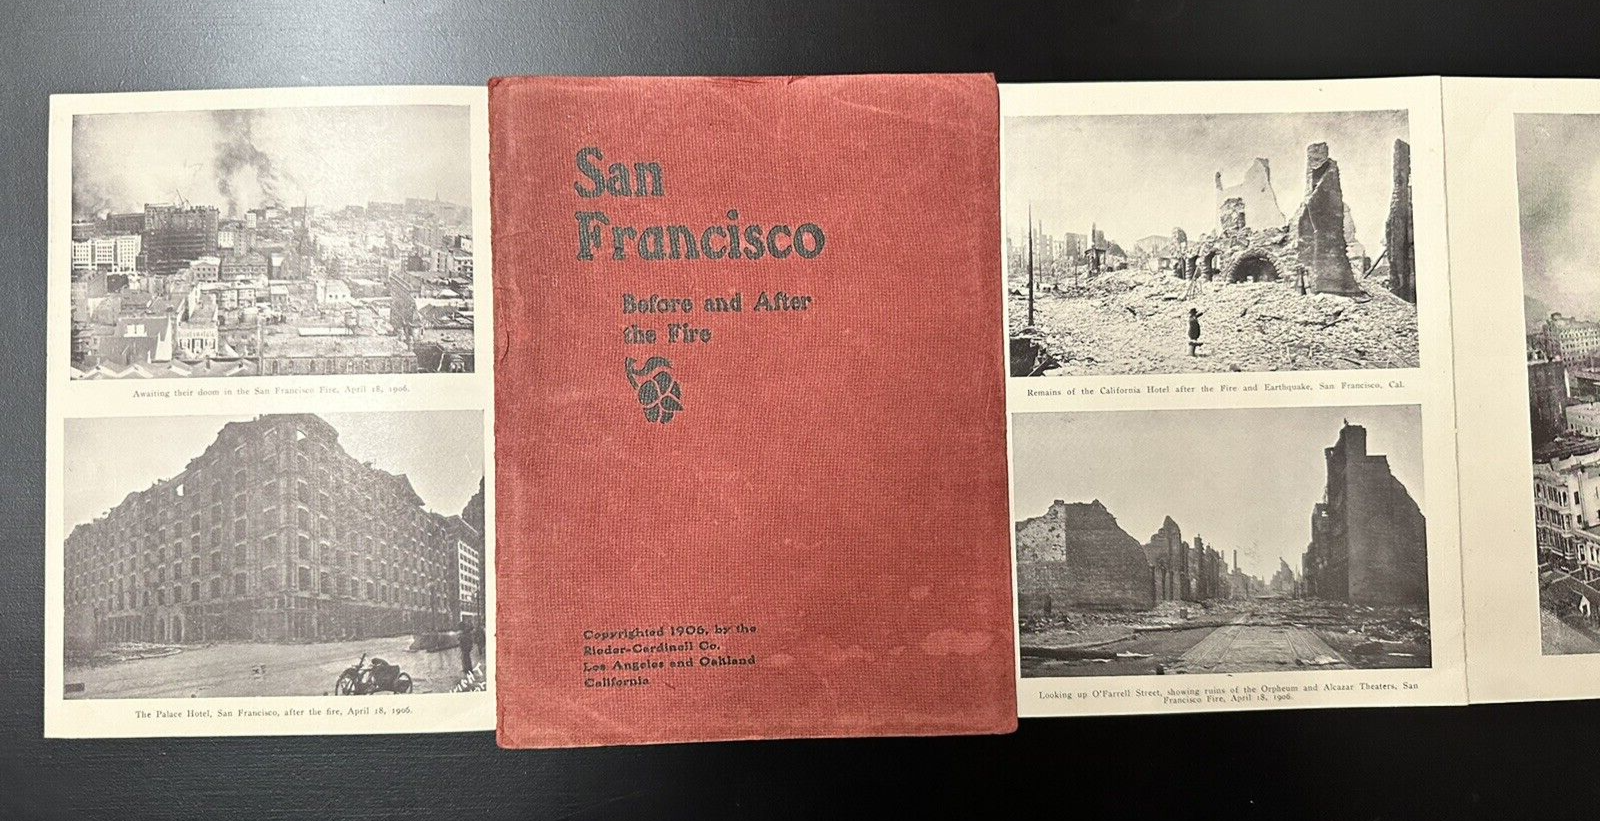 Awaiting their doom in the San Francisco Fire, April 18, 1906.
The Palace Hotel, San Francisco, after the fire, April 18, 1906.
San
Francisco
Before and After
the Fire
Copyrighted 1906, by the
Rieder-Cardinell Co.
Los Angeles and Oakland
California
Remains of the California Hotel after the Fire and Earthquake, San Francisco, Cal.
Looking up O'Farrell Street, showing ruins of the Orpheum and Alcazar Theaters, San
Francisco Fire, April 18, 1906.